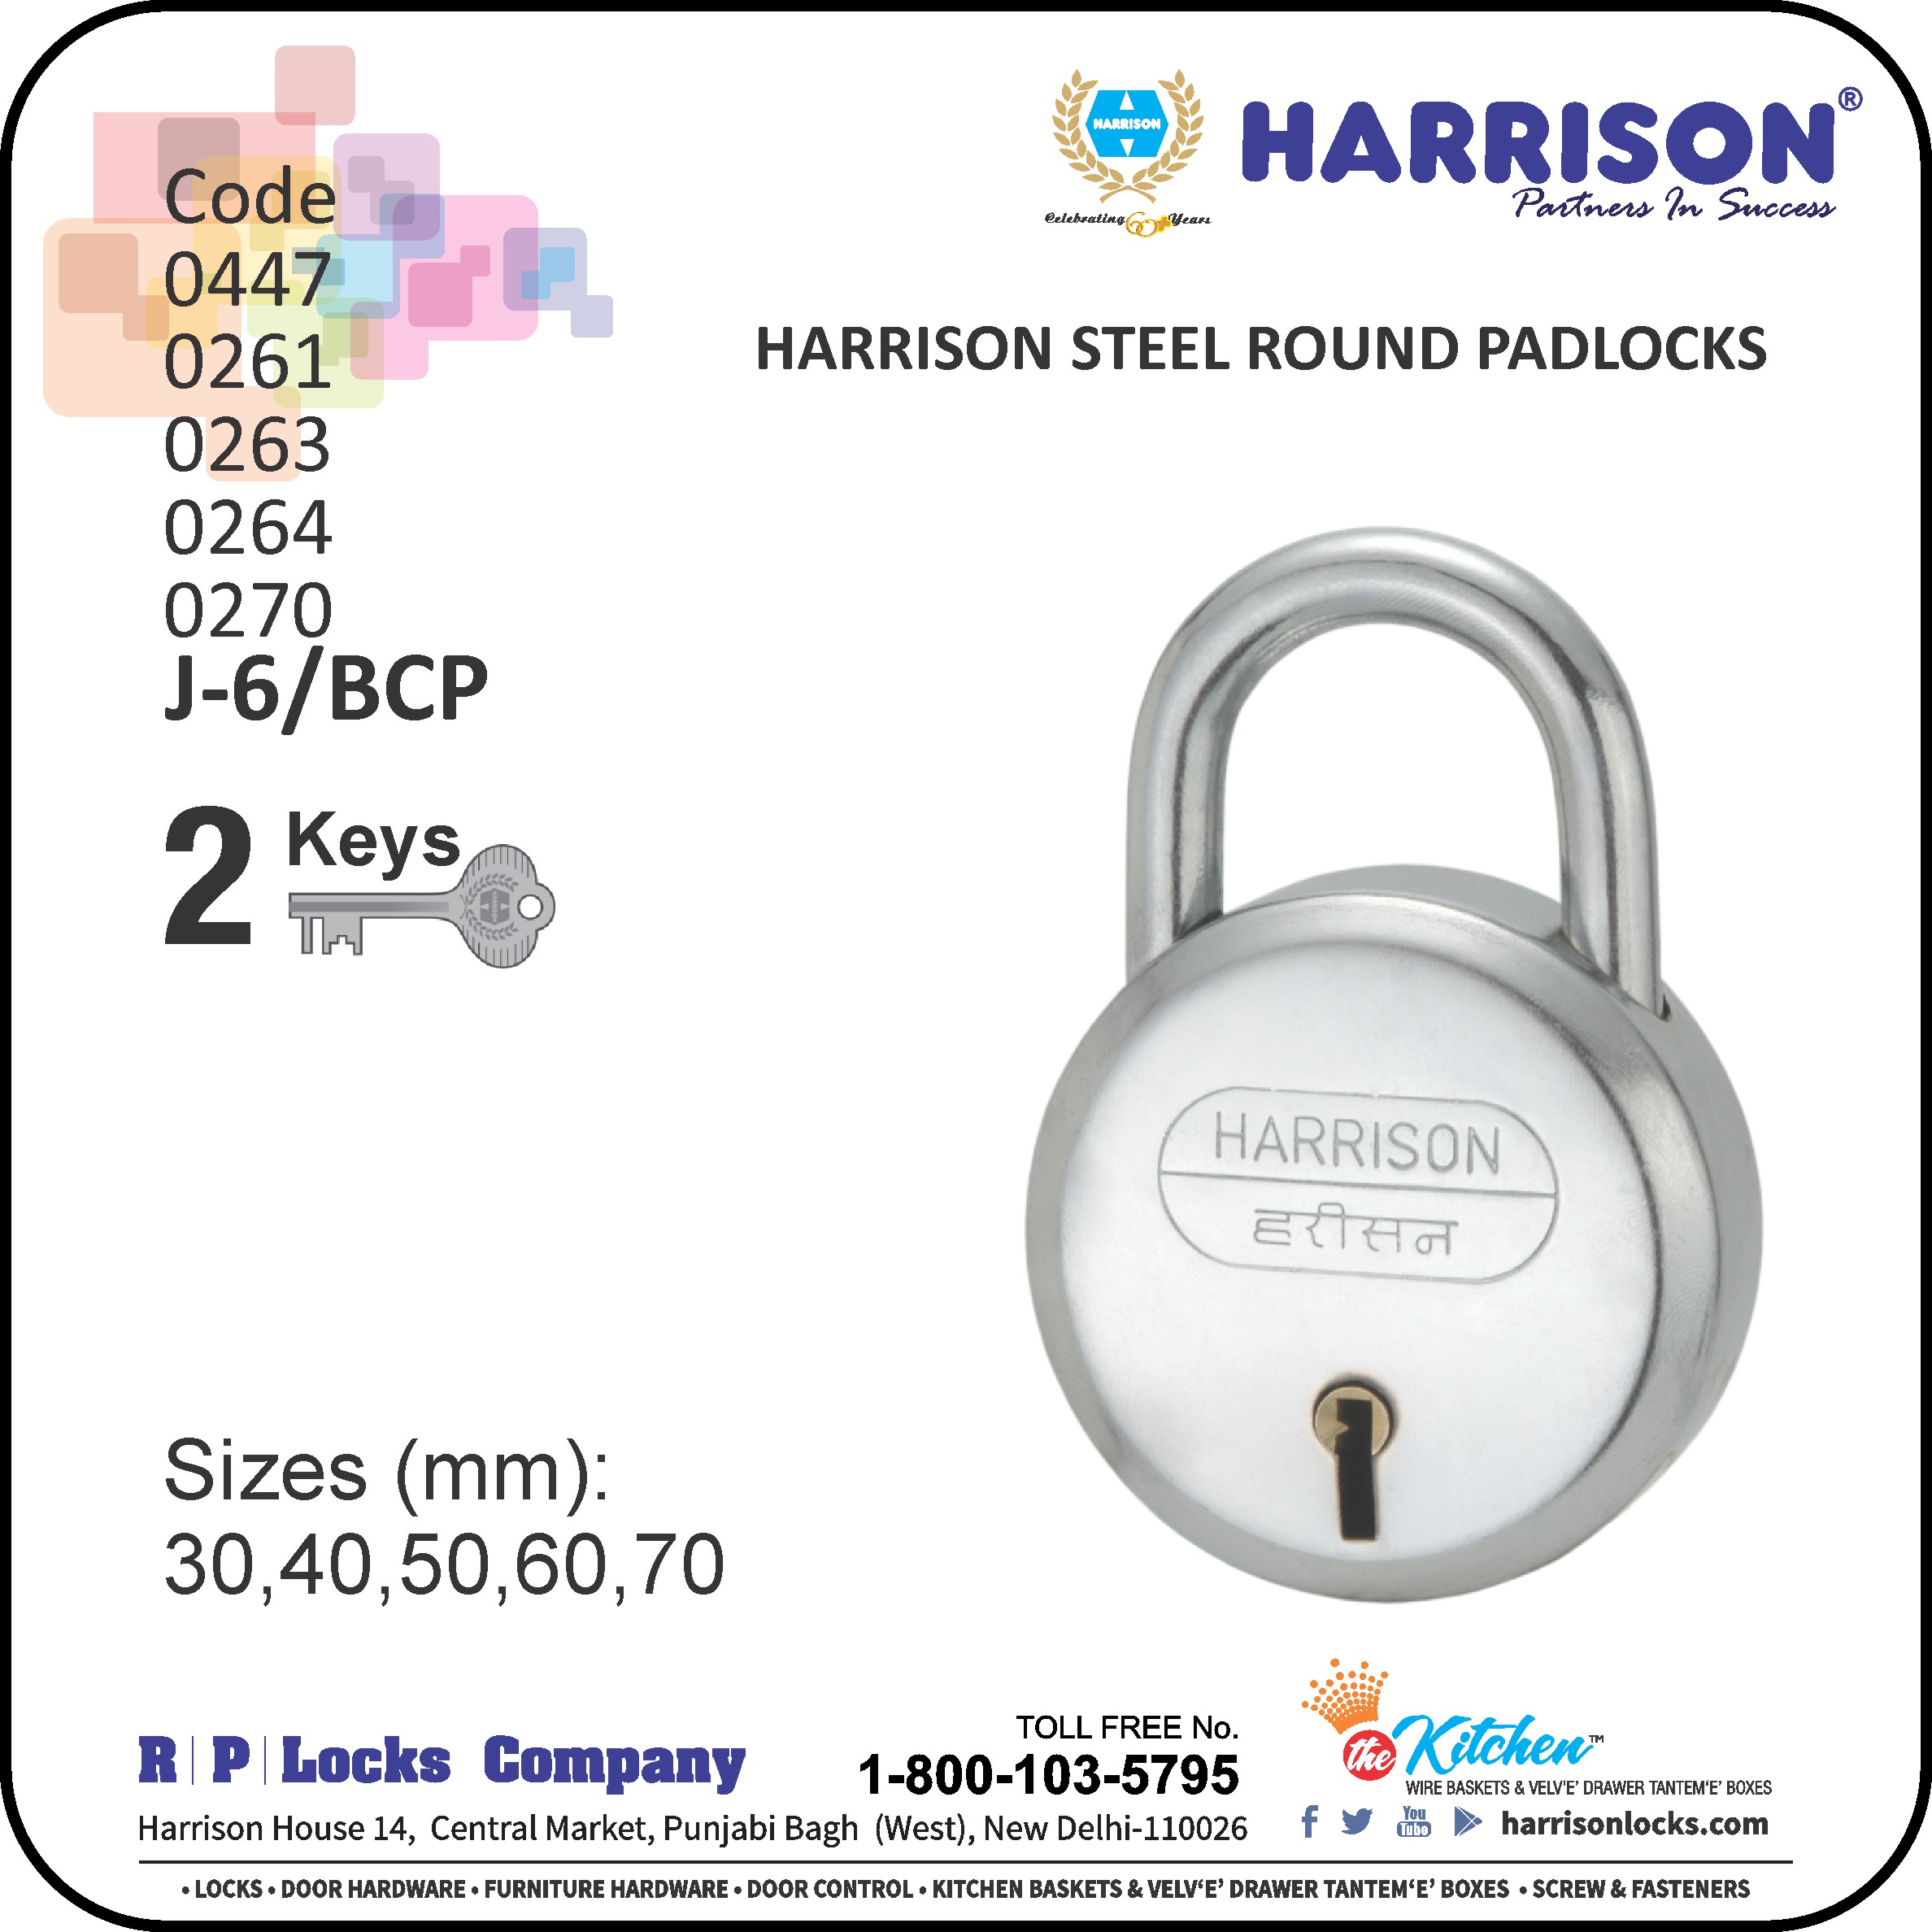 Code
0447
0261
0263
0264
0270
J-6/BCP
2 Keys
HARRISON
HARRISON
Celebrating 60+ Years
HARRISON®
Partners In Success
HARRISON STEEL ROUND PADLOCKS
HARRISON
हरीसन
Sizes (mm):
30,40,50,60,70
R|P|Locks Company
TOLL FREE No.
1-800-103-5795
Harrison House 14, Central Market, Punjabi Bagh (West), New Delhi-110026
the Kitchen™
WIRE BASKETS & VELV'E' DRAWER TANTEM‘E’ BOXES
You Tube
harrisonlocks.com
• LOCKS • DOOR HARDWARE • FURNITURE HARDWARE • DOOR CONTROL • KITCHEN BASKETS & VELV‘E’ DRAWER TANTEM‘E’ BOXES • SCREW & FASTENERS